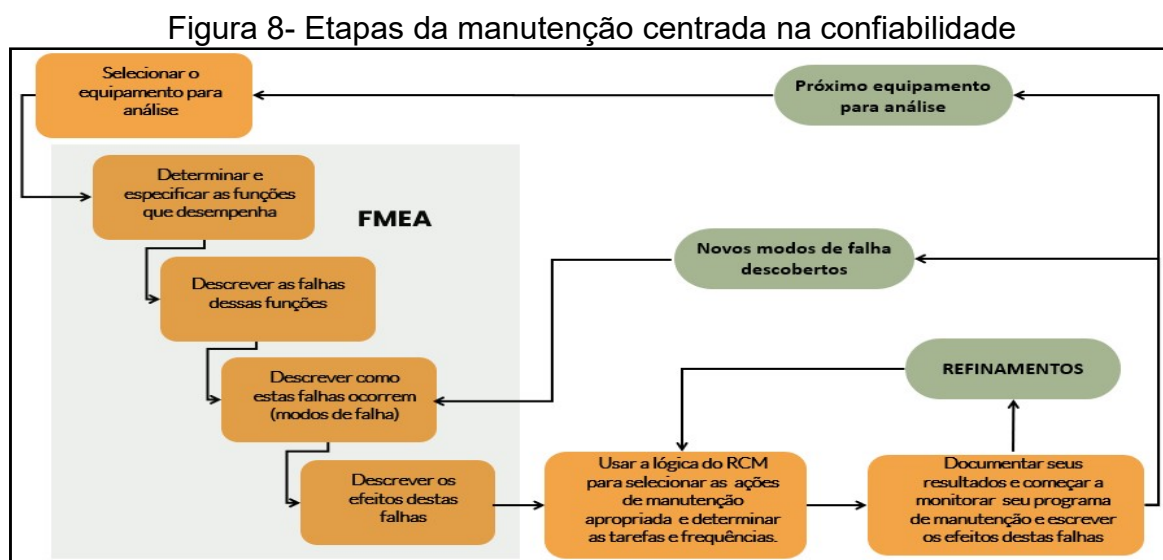 Figura 8- Etapas da manutenção centrada na confiabilidade
Selecionar o
equipamento para
análise
Próximo equipamento
para análise
Determinar e
especificar as funções
que desempenha
FMEA
Novos modos de falha
descobertos
Descrever as falhas
dessas funções
REFINAMENTOS
Descrever como
estas falhas ocorrem
(modos de falha)
Descrever os
efeitos destas
falhas
Usar a lógica do RCM
para selecionar as ações
de manutenção
apropriada e determinar
as tarefas e frequências.
Documentar seus
resultados e começar a
monitorar seu programa
de manutenção e escrever
os efeitos destas falhas